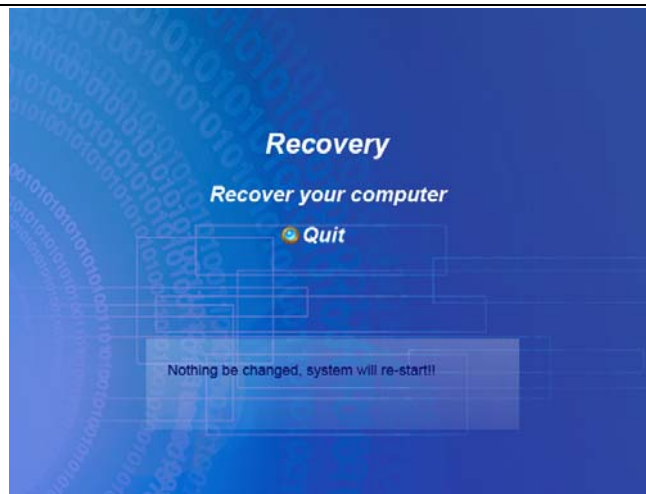 Recovery
Recover your computer
Quit
Nothing be changed, system will re-start!!